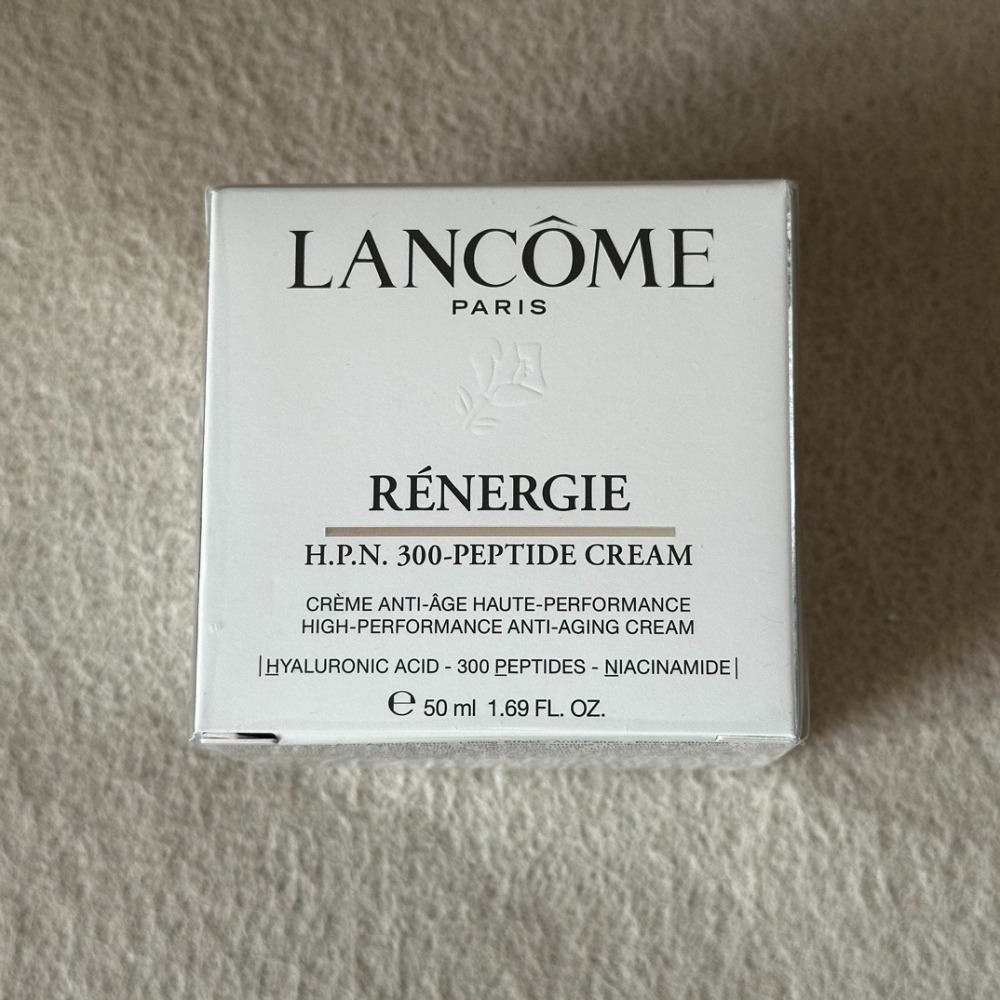 LANCÔME
PARIS
RÉNERGIE
H.P.N. 300-PEPTIDE CREAM
CRÈME ANTI-ÂGE HAUTE-PERFORMANCE
HIGH-PERFORMANCE ANTI-AGING CREAM
|HYALURONIC ACID - 300 PEPTIDES - NIACINAMIDE|
℮ 50 ml 1.69 FL. OZ.